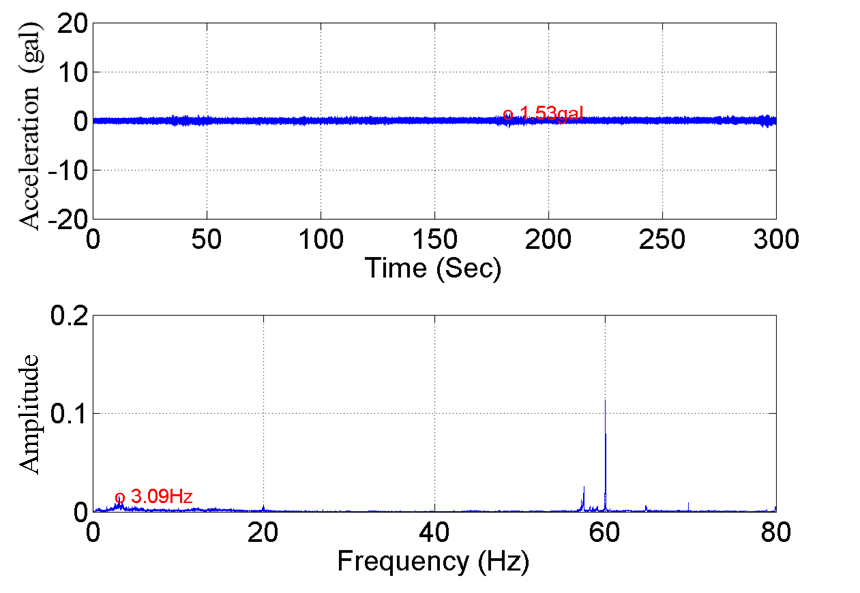 20
10
0
-10
-20
Acceleration (gal)
1.53gal
0 50 100 150 200 250 300
Time (Sec)
0.2
0.1
0
Amplitude
3.09Hz
0 20 40 60 80
Frequency (Hz)